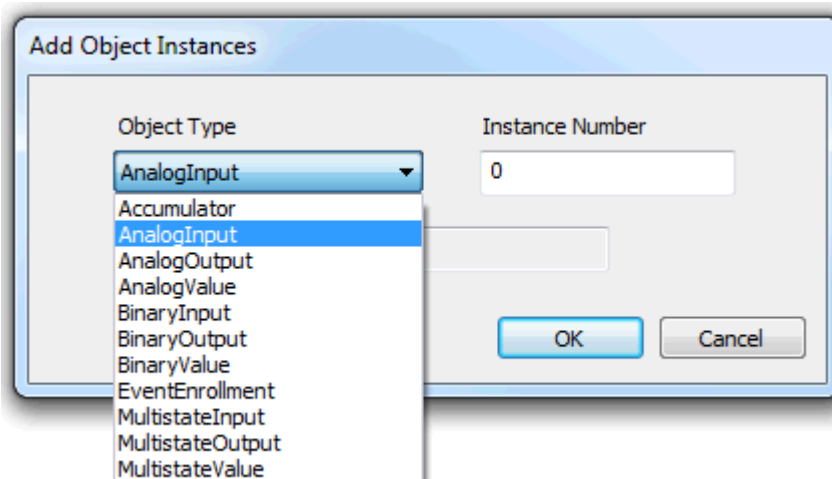 Add Object Instances
Object Type
Instance Number
AnalogInput
0
Accumulator
AnalogInput
AnalogOutput
AnalogValue
BinaryInput
BinaryOutput
BinaryValue
EventEnrollment
MultistateInput
MultistateOutput
MultistateValue
OK
Cancel